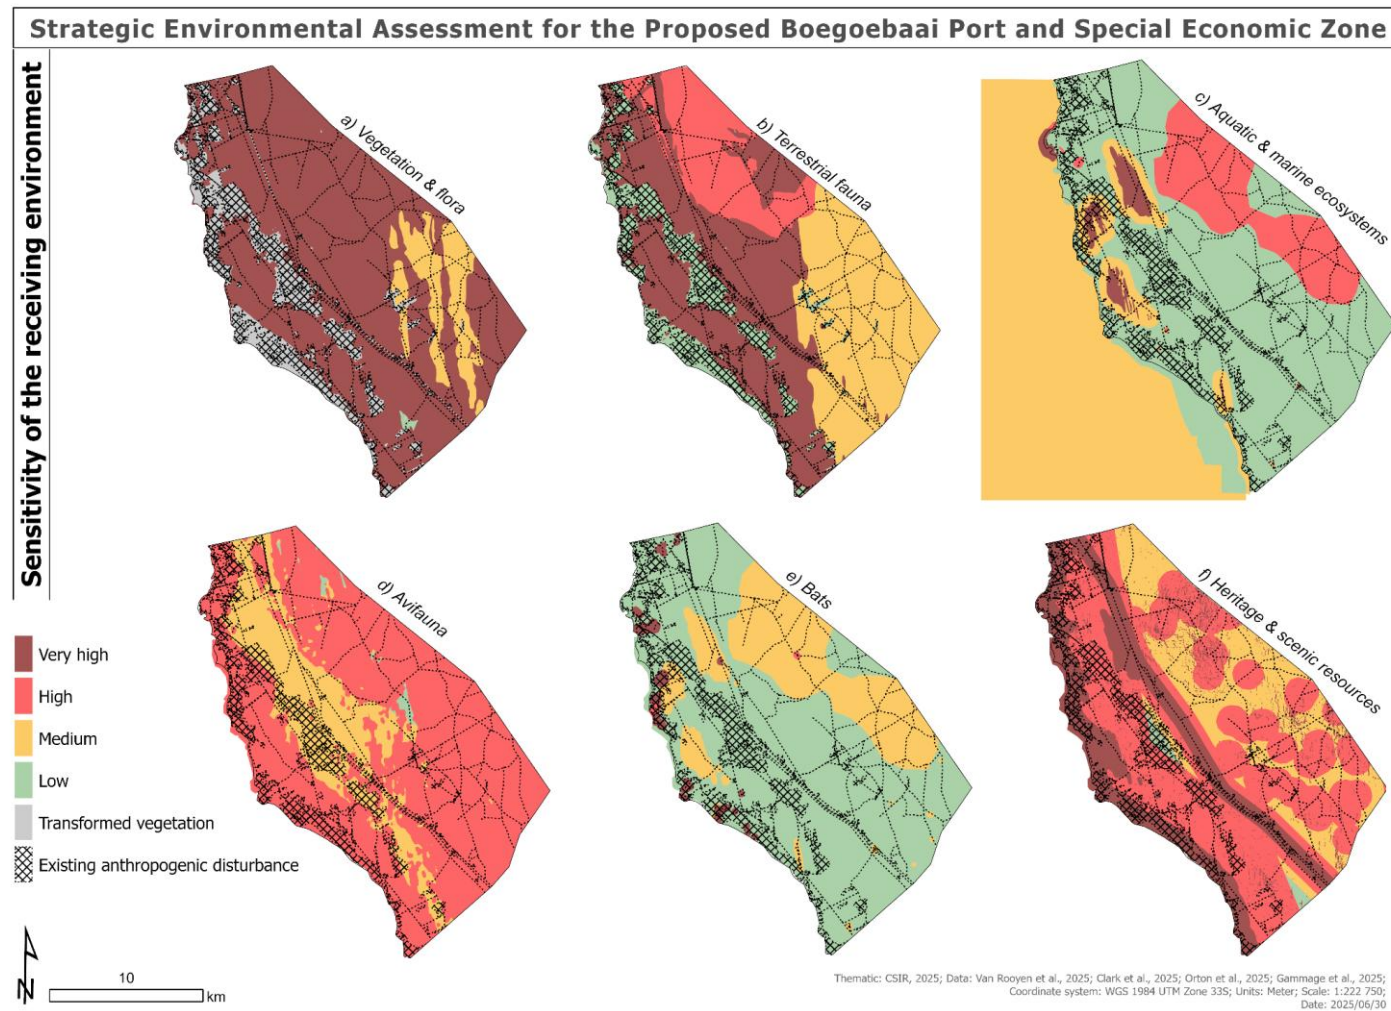 Strategic Environmental Assessment for the Proposed Boegoebaai Port and Special Economic Zone
Sensitivity of the receiving environment
a) Vegetation & flora
b) Terrestrial fauna
c) Aquatic & marine ecosystems
d) Avifauna
e) Bats
f) Heritage & scenic resources
Very high
High
Medium
Low
Transformed vegetation
Existing anthropogenic disturbance
N
10
km
Thematic: CSIR, 2025; Data: Van Rooyen et al., 2025; Clark et al., 2025; Orton et al., 2025; Gammage et al., 2025;
Coordinate system: WGS 1984 UTM Zone 33S; Units: Meter; Scale: 1:222 750;
Date: 2025/06/30